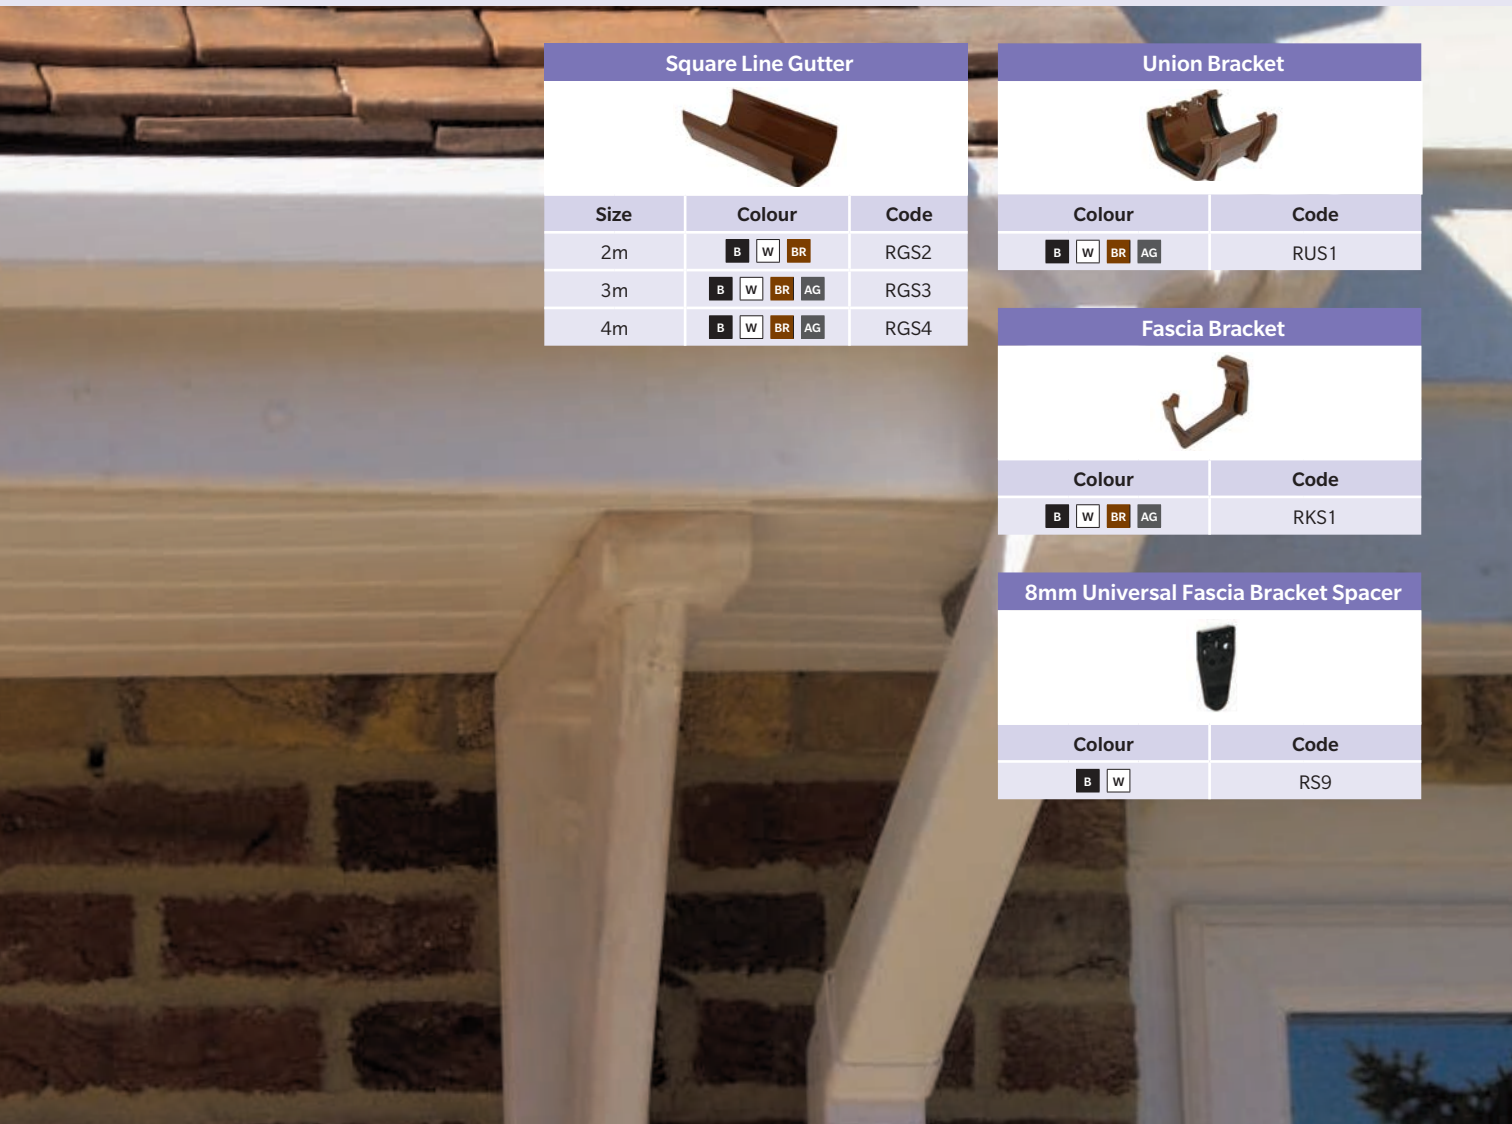 Square Line Gutter
Size Colour Code
2m B W BR RGS2
3m B W BR AG RGS3
4m B W BR AG RGS4
Union Bracket
Colour Code
B W BR AG RUS1
Fascia Bracket
Colour Code
B W BR AG RKS1
8mm Universal Fascia Bracket Spacer
Colour Code
B W RS9